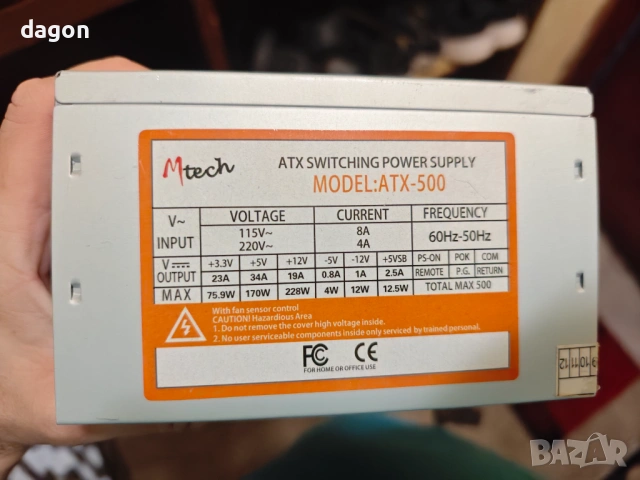 dagon
Mtech
ATX SWITCHING POWER SUPPLY
MODEL:ATX-500
V~ INPUT VOLTAGE CURRENT FREQUENCY
115V~ 8A 60Hz-50Hz
220V~ 4A
V OUTPUT +3.3V +5V +12V -5V -12V +5VSB PS-ON POK COM
23A 34A 19A 0.8A 1A 2.5A REMOTE P.G. RETURN
MAX 75.9W 170W 228W 4W 12W 12.5W TOTAL MAX 500
With fan sensor control
CAUTION! Hazardous Area
1. Do not remove the cover high voltage inside.
2. No user serviceable components inside only serviced by trained personal.
FC CE
FOR HOME OR OFFICE USE
9 10 11 12
BAZAR